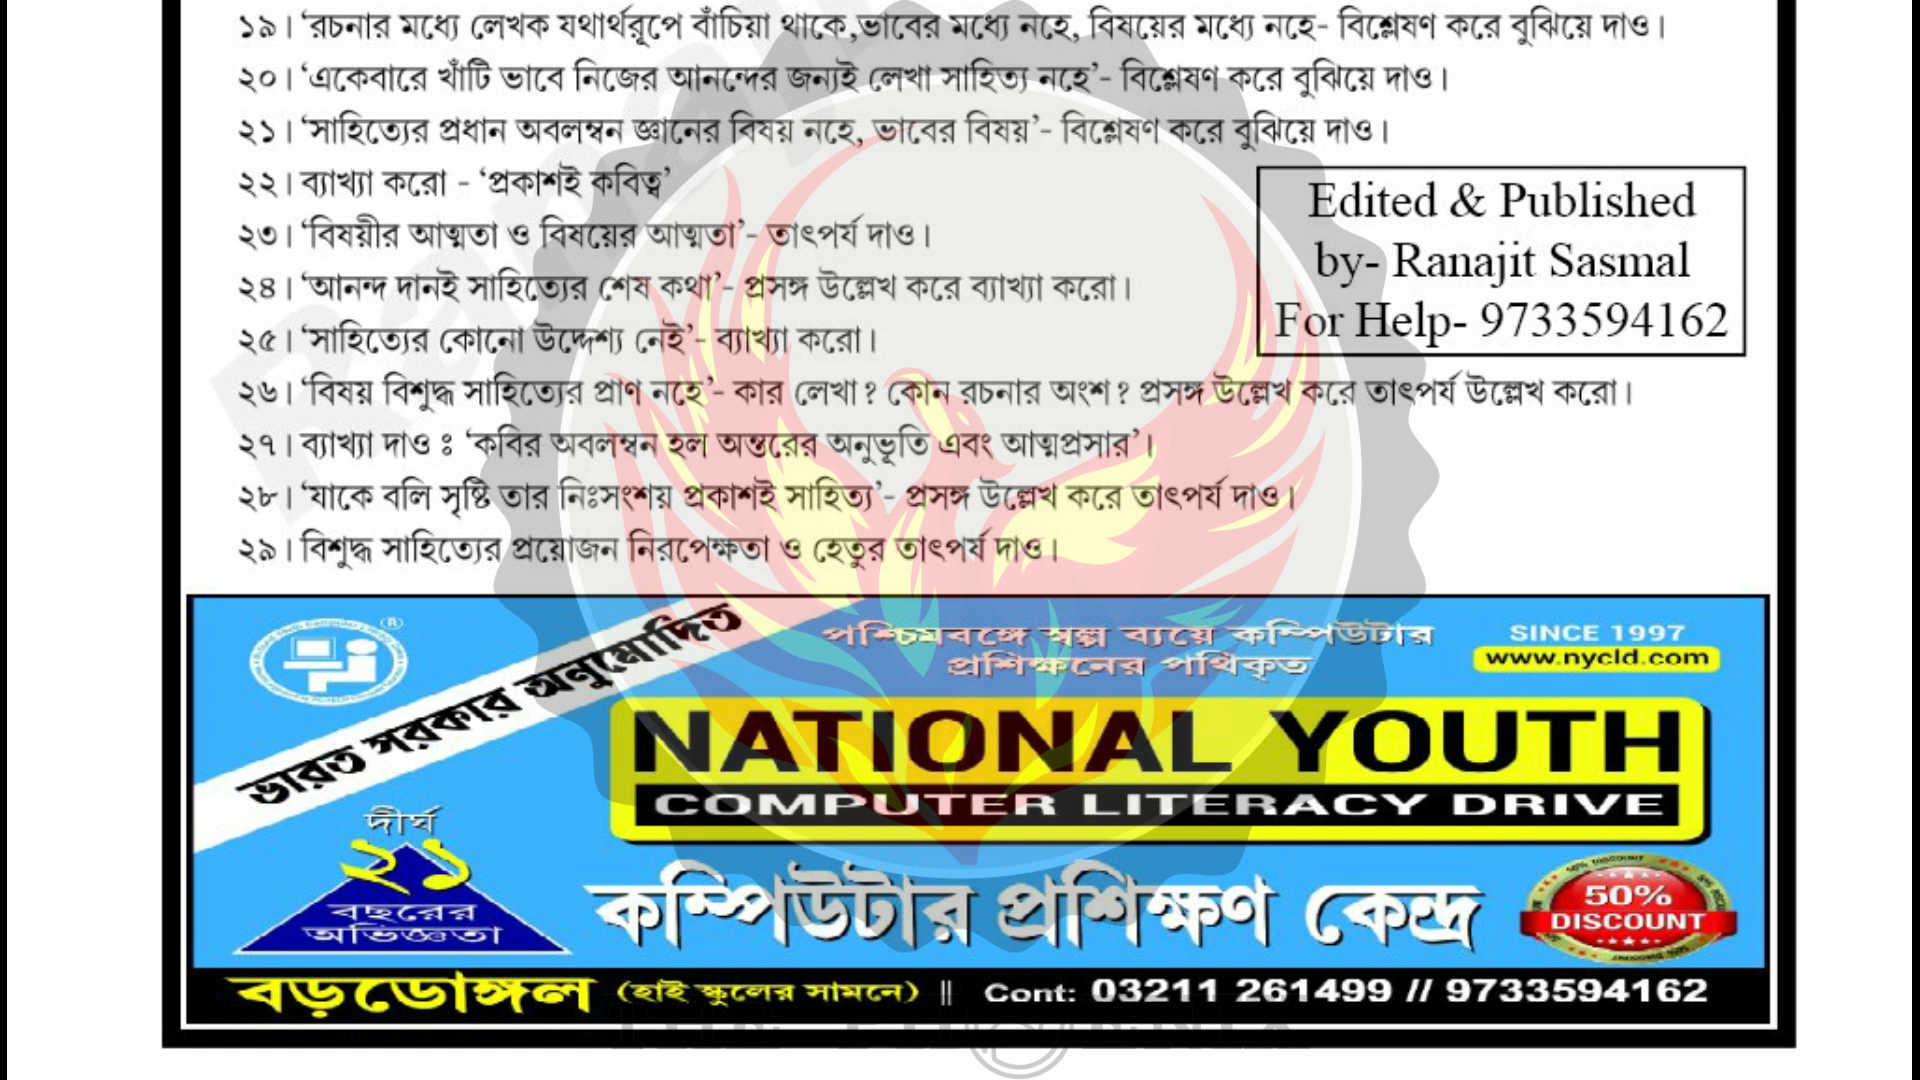 ১৯। ‘রচনার মধ্যে লেখক যথার্থরূপে বাঁচিয়া থাকে,ভাবের মধ্যে নহে, বিষয়ের মধ্যে নহে- বিশ্লেষণ করে বুঝিয়ে দাও।
২০। ‘একেবারে খাঁটি ভাবে নিজের আনন্দের জন্যই লেখা সাহিত্য নহে’- বিশ্লেষণ করে বুঝিয়ে দাও।
২১। ‘সাহিত্যের প্রধান অবলম্বন জ্ঞানের বিষয় নহে, ভাবের বিষয়’- বিশ্লেষণ করে বুঝিয়ে দাও।
২২। ব্যাখ্যা করো - ‘প্রকাশই কবিত্ব’
২৩। ‘বিষয়ীর আত্মতা ও বিষয়ের আত্মতা’- তাৎপর্য দাও।
২৪। ‘আনন্দ দানই সাহিত্যের শেষ কথা’- প্রসঙ্গ উল্লেখ করে ব্যাখ্যা করো।
২৫। ‘সাহিত্যের কোনো উদ্দেশ্য নেই’- ব্যাখ্যা করো।
Edited & Published
by- Ranajit Sasmal
For Help- 9733594162
২৬। ‘বিষয় বিশুদ্ধ সাহিত্যের প্রাণ নহে’- কার লেখা? কোন রচনার অংশ? প্রসঙ্গ উল্লেখ করে তাৎপর্য উল্লেখ করো।
২৭। ব্যাখ্যা দাও ঃ ‘কবির অবলম্বন হল অন্তরের অনুভূতি এবং আত্মপ্রসার’।
২৮। ‘যাকে বলি সৃষ্টি তার নিঃসংশয় প্রকাশই সাহিত্য’- প্রসঙ্গ উল্লেখ করে তাৎপর্য দাও।
২৯। বিশুদ্ধ সাহিত্যের প্রয়োজন নিরপেক্ষতা ও হেতুর তাৎপর্য দাও।
ভারত সরকার অনুমোদিত
পশ্চিমবঙ্গে স্বল্প ব্যয়ে কম্পিউটার
প্রশিক্ষনের পথিকৃত
SINCE 1997
www.nycld.com
NATIONAL YOUTH
COMPUTER LITERACY DRIVE
দীর্ঘ
২১
বছরের
অভিজ্ঞতা
কম্পিউটার প্রশিক্ষণ কেন্দ্র
50%
DISCOUNT
বড়ডোঙ্গল (হাই স্কুলের সামনে) || Cont: 03211 261499 // 9733594162